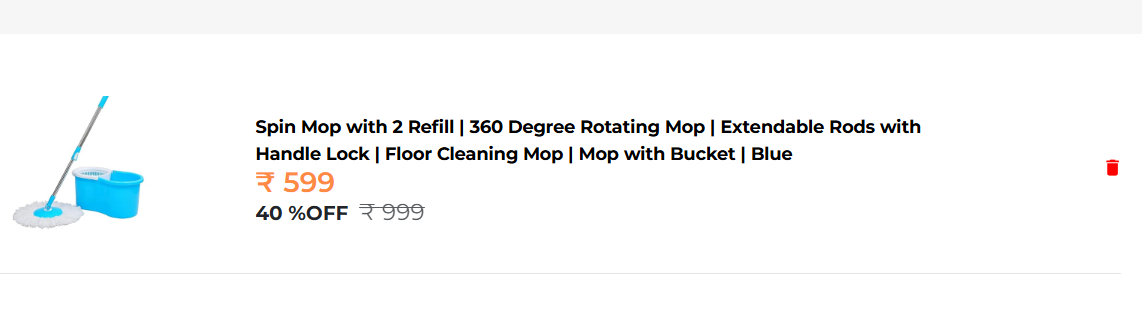 Spin Mop with 2 Refill | 360 Degree Rotating Mop | Extendable Rods with
Handle Lock | Floor Cleaning Mop | Mop with Bucket | Blue
₹ 599
40 %OFF ₹ 999